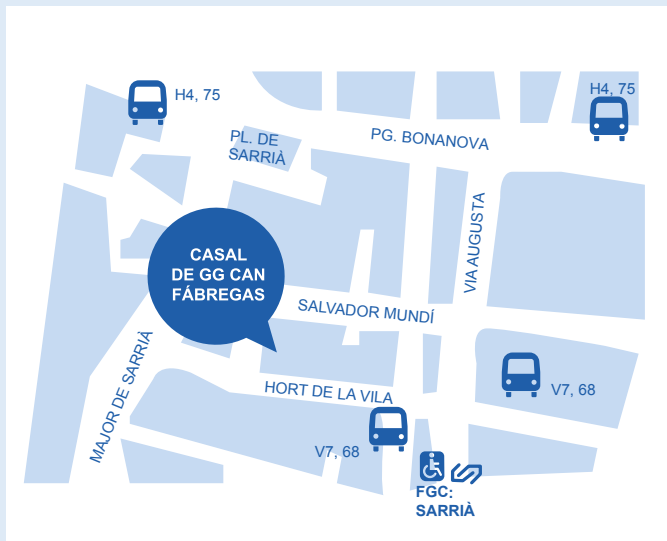 H4, 75
H4, 75
PL. DE
SARRIÀ
PG. BONANOVA
VIA AUGUSTA
CASAL
DE GG CAN
FÁBREGAS
SALVADOR MUNDÍ
MAJOR DE SARRIÀ
HORT DE LA VILA
V7, 68
V7, 68
FGC:
SARRIÀ